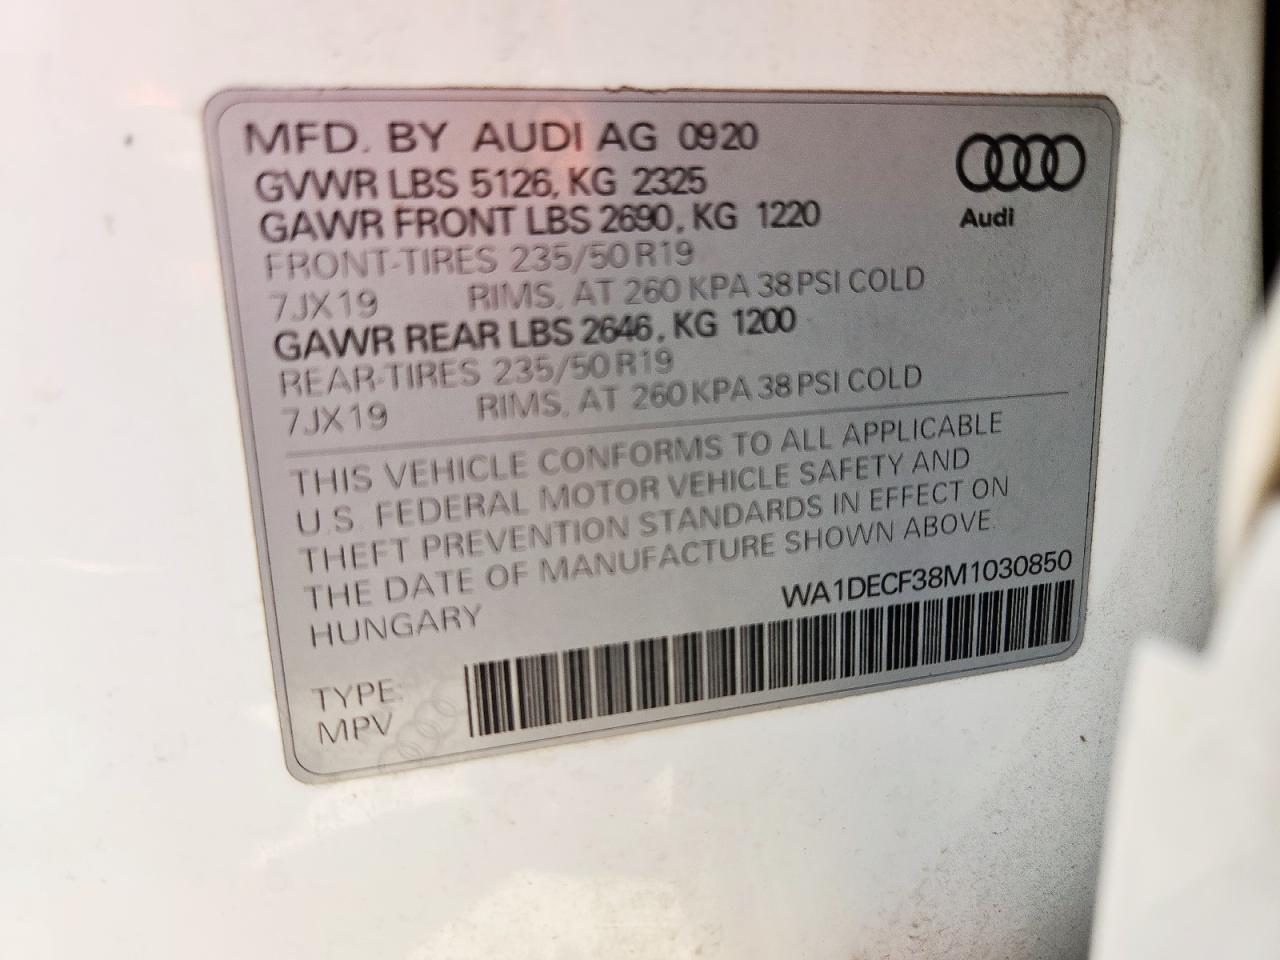 MFD. BY AUDI AG 0920
GVWR LBS 5126, KG 2325
GAWR FRONT LBS 2690, KG 1220
FRONT-TIRES 235/50 R19
7JX19 RIMS, AT 260 KPA 38 PSI COLD
GAWR REAR LBS 2646, KG 1200
REAR-TIRES 235/50 R19
7JX19 RIMS, AT 260 KPA 38 PSI COLD
Audi
THIS VEHICLE CONFORMS TO ALL APPLICABLE
U.S. FEDERAL MOTOR VEHICLE SAFETY AND
THEFT PREVENTION STANDARDS IN EFFECT ON
THE DATE OF MANUFACTURE SHOWN ABOVE.
HUNGARY
WA1DECF38M1030850
TYPE:
MPV